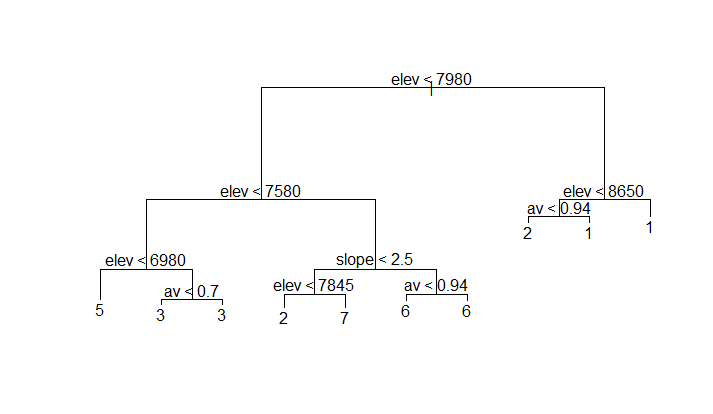 elev < 7980
elev < 7580
elev < 8650
av < 0.94
2
1
1
elev < 6980
slope < 2.5
av < 0.7
elev < 7845
av < 0.94
5
3
3
2
7
6
6